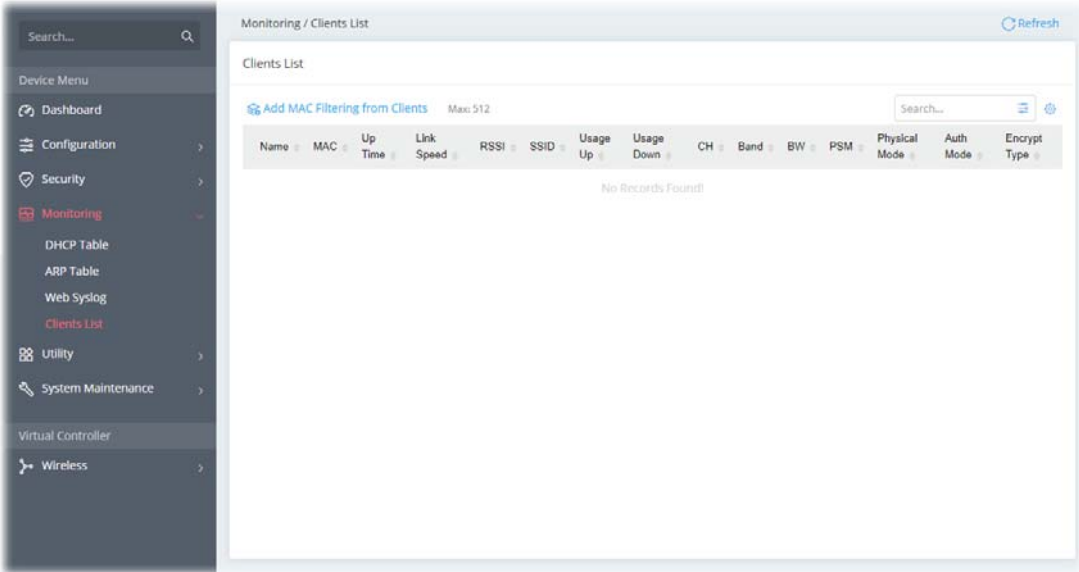 Search...
Device Menu
Dashboard
Configuration
Security
Monitoring
DHCP Table
ARP Table
Web Syslog
Clients List
Utility
System Maintenance
Virtual Controller
Wireless
Monitoring / Clients List
Refresh
Clients List
Add MAC Filtering from Clients Max: 512 Search...
Name MAC Up Time Link Speed RSSI SSID Usage Up Usage Down CH Band BW PSM Physical Mode Auth Mode Encrypt Type
No Records Found!